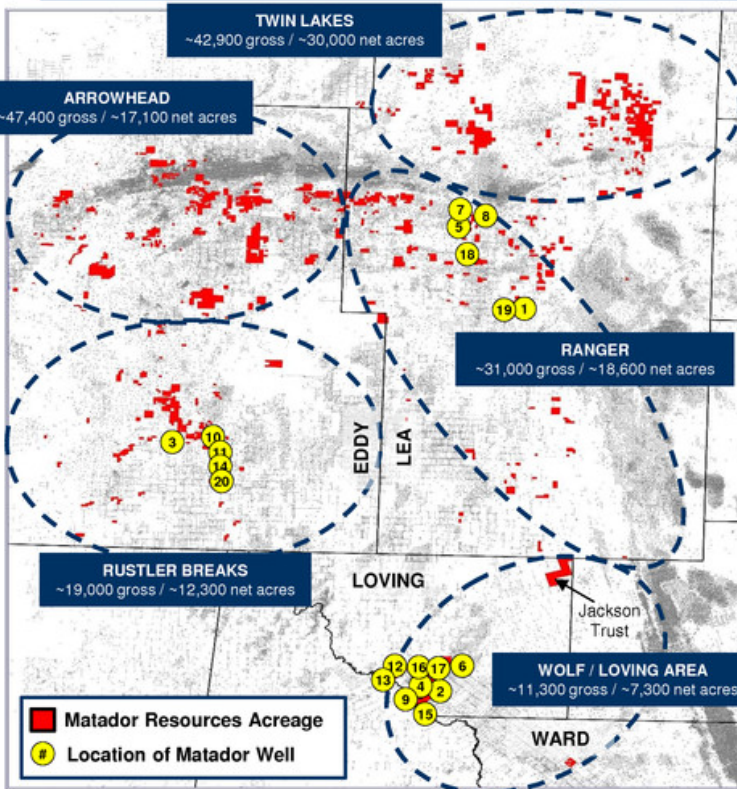 TWIN LAKES
~42,900 gross / ~30,000 net acres
ARROWHEAD
~47,400 gross / ~17,100 net acres
7
8
5
18
19
1
RANGER
~31,000 gross / ~18,600 net acres
EDDY
LEA
3
10
11
14
20
RUSTLER BREAKS
~19,000 gross / ~12,300 net acres
LOVING
Jackson
Trust
12
16
17
6
13
4
2
9
15
WOLF / LOVING AREA
~11,300 gross / ~7,300 net acres
WARD
Matador Resources Acreage
# Location of Matador Well